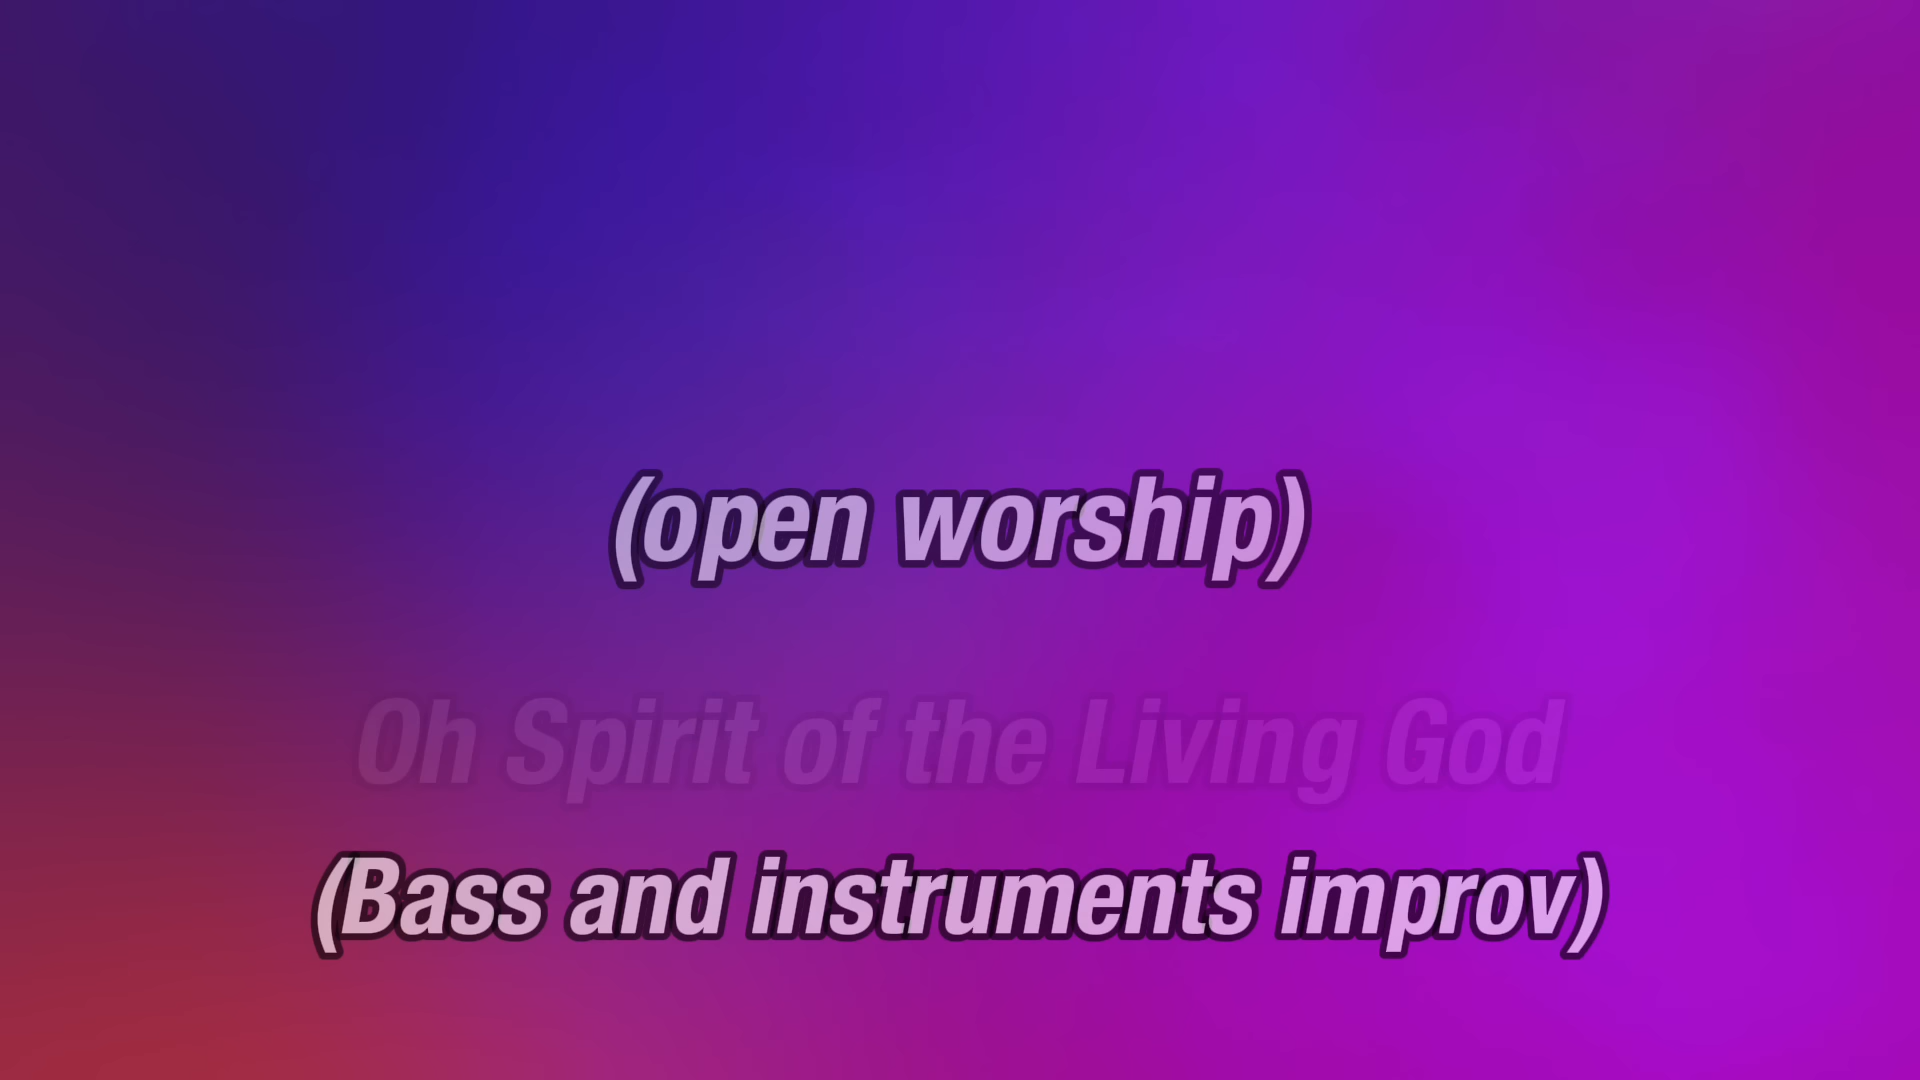 (open worship)
Oh Spirit of the Living God
(Bass and instruments improv)